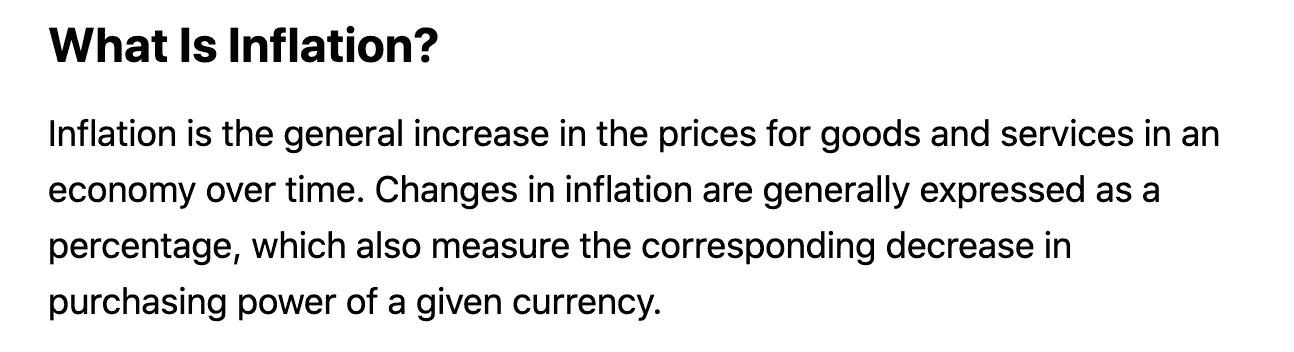 What Is Inflation?
Inflation is the general increase in the prices for goods and services in an
economy over time. Changes in inflation are generally expressed as a
percentage, which also measure the corresponding decrease in
purchasing power of a given currency.